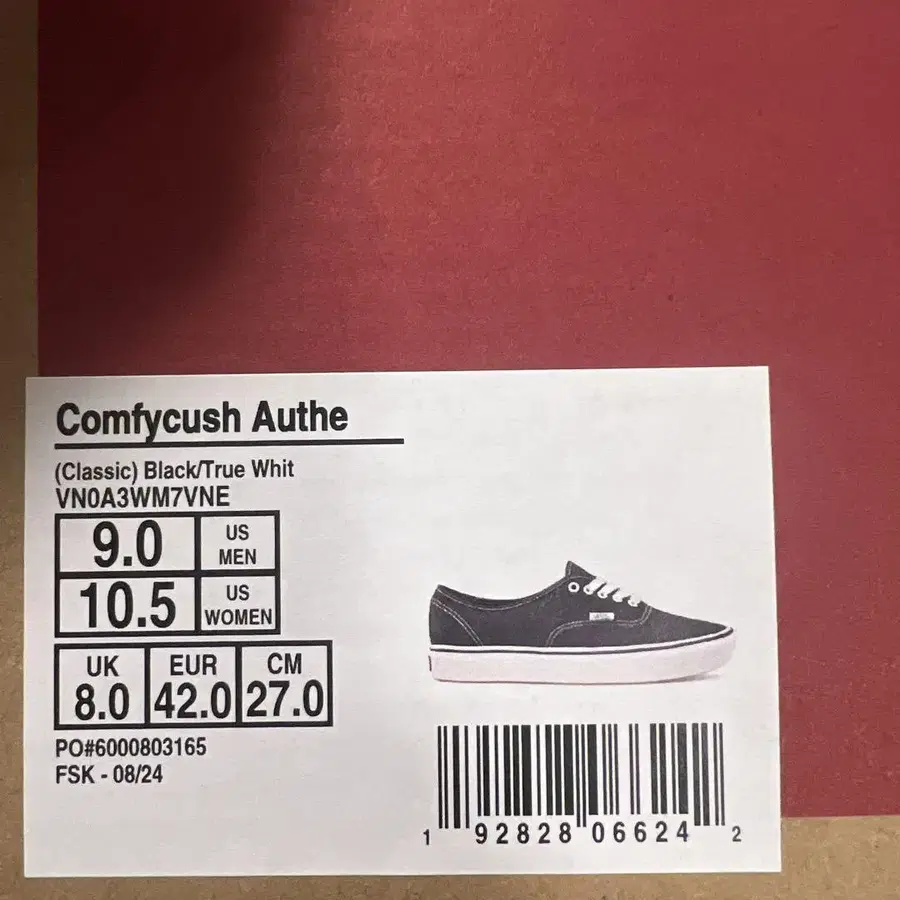 Comfycush Authe
(Classic) Black/True Whit
VN0A3WM7VNE
9.0 US MEN
10.5 US WOMEN
UK EUR CM
8.0 42.0 27.0
PO#6000803165
FSK - 08/24
1 92828 06624 2